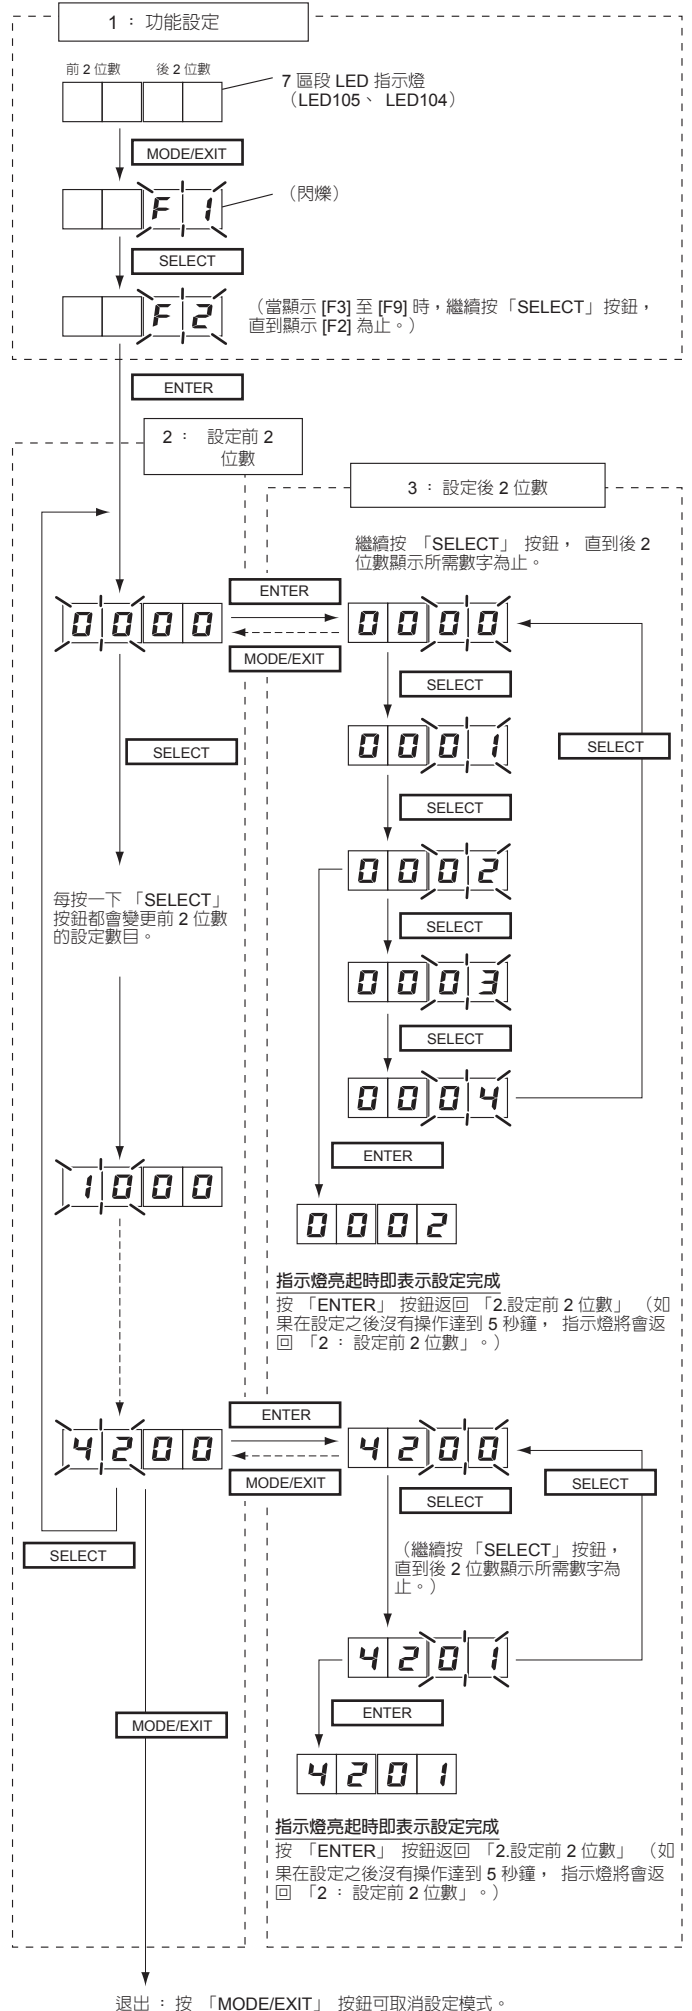 1 ： 功能設定
前 2 位數 後 2 位數
7 區段 LED 指示燈
（LED105、 LED104）
MODE/EXIT
F 1
（閃爍）
SELECT
F 2
（當顯示 [F3] 至 [F9] 時，繼續按「SELECT」按鈕，
直到顯示 [F2] 為止。）
ENTER
2 ： 設定前 2
位數
3 ： 設定後 2 位數
繼續按 「SELECT」 按鈕， 直到後 2
位數顯示所需數字為止。
0 0 0 0
ENTER
MODE/EXIT
0 0 0 0
SELECT
SELECT
0 0 0 1
SELECT
SELECT
0 0 0 2
每按一下 「SELECT」
按鈕都會變更前 2 位數
的設定數目。
SELECT
0 0 0 3
SELECT
0 0 0 4
ENTER
1 0 0 0
0 0 0 2
指示燈亮起時即表示設定完成
按 「ENTER」 按鈕返回 「2.設定前 2 位數」 （如
果在設定之後沒有操作達到 5 秒鐘， 指示燈將會返
回 「2 ： 設定前 2 位數」。）
4 2 0 0
ENTER
MODE/EXIT
4 2 0 0
SELECT
SELECT
SELECT
（繼續按「SELECT」 按鈕，
直到後 2 位數顯示所需數字為
止。）
4 2 0 1
ENTER
MODE/EXIT
4 2 0 1
指示燈亮起時即表示設定完成
按 「ENTER」 按鈕返回 「2.設定前 2 位數」 （如
果在設定之後沒有操作達到 5 秒鐘， 指示燈將會返
回 「2 ： 設定前 2 位數」。）
退出 ： 按 「MODE/EXIT」 按鈕可取消設定模式。